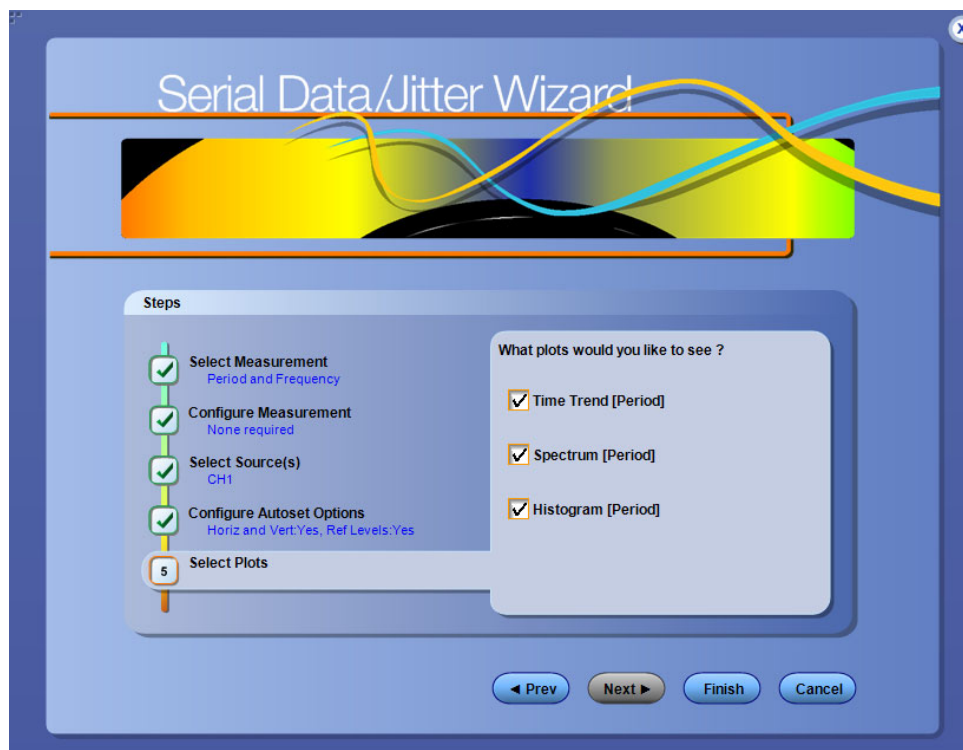 Serial Data/Jitter Wizard
Steps
Select Measurement
Period and Frequency
Configure Measurement
None required
Select Source(s)
CH1
Configure Autoset Options
Horiz and Vert:Yes, Ref Levels:Yes
5
Select Plots
What plots would you like to see ?
Time Trend [Period]
Spectrum [Period]
Histogram [Period]
◄ Prev
Next ►
Finish
Cancel
X